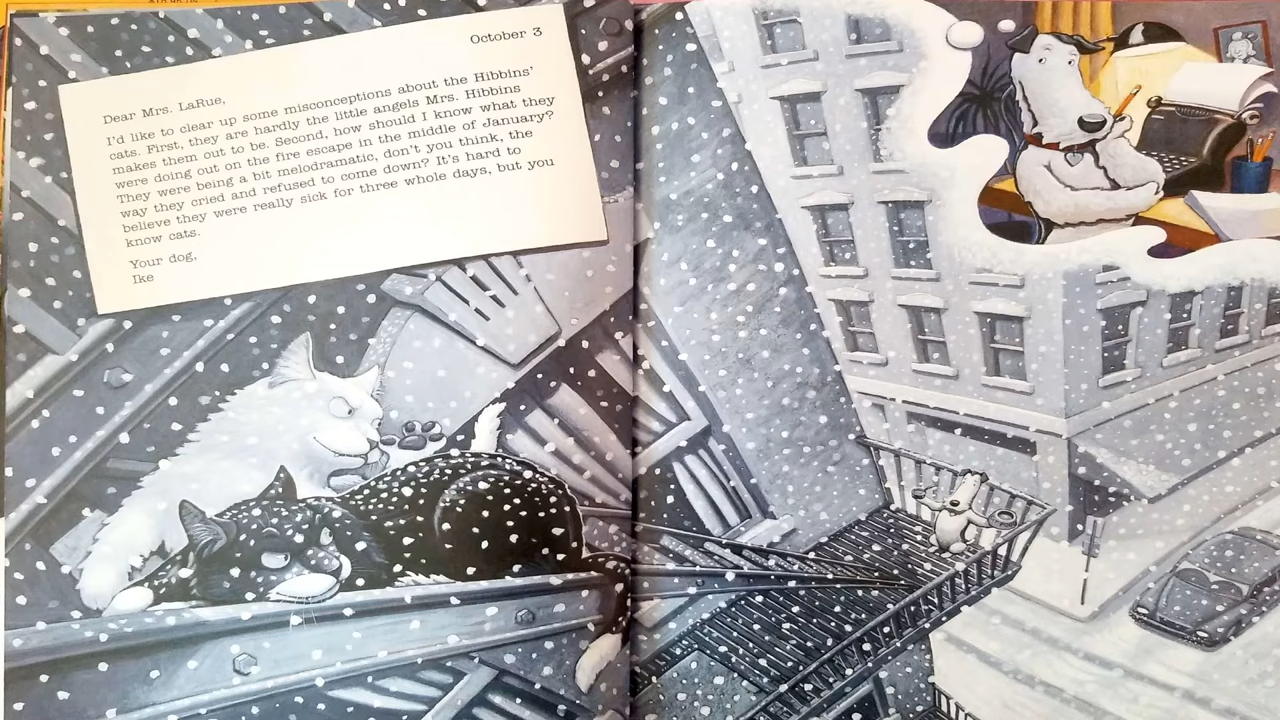 October 3
Dear Mrs. LaRue,
I'd like to clear up some misconceptions about the Hibbins'
cats. First, they are hardly the little angels Mrs. Hibbins
makes them out to be. Second, how should I know what they
were doing out on the fire escape in the middle of January?
They were being a bit melodramatic, don't you think, the
way they cried and refused to come down? It's hard to
believe they were really sick for three whole days, but you
know cats.
Your dog,
Ike